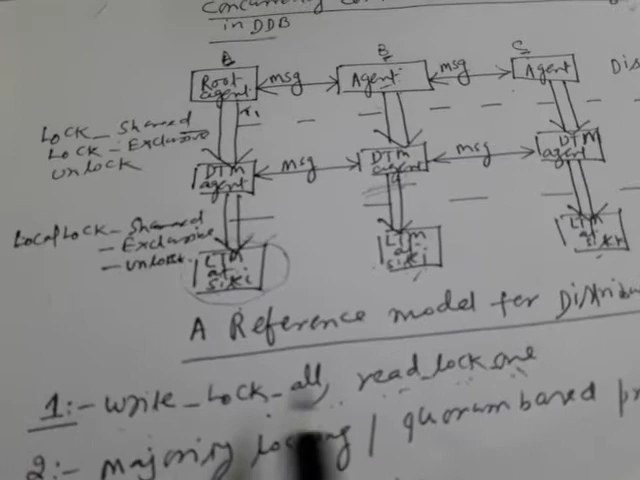 in DDB
A B C
Root agent msg Agent msg Agent
Lock_Shared
Lock_Exclusive
unlock
DTM agent msg DTM agent msg DTM agent
LocalLock_Shared
_Exclusive
_unlock
LTM at site i LTM at site j LTM at site k
A Reference model for
1:- write_lock_all, read_lock_one
2:- majority locking / quorum based